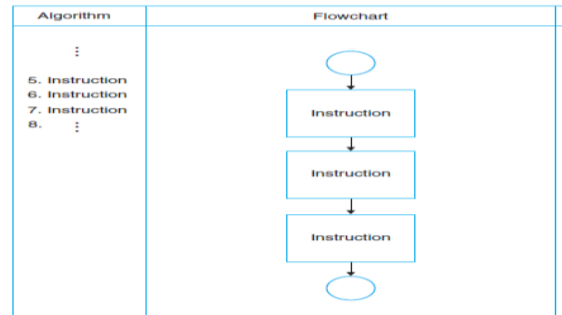 Algorithm
Flowchart
⋮
5. Instruction
6. Instruction
7. Instruction
8. ⋮
Instruction
Instruction
Instruction